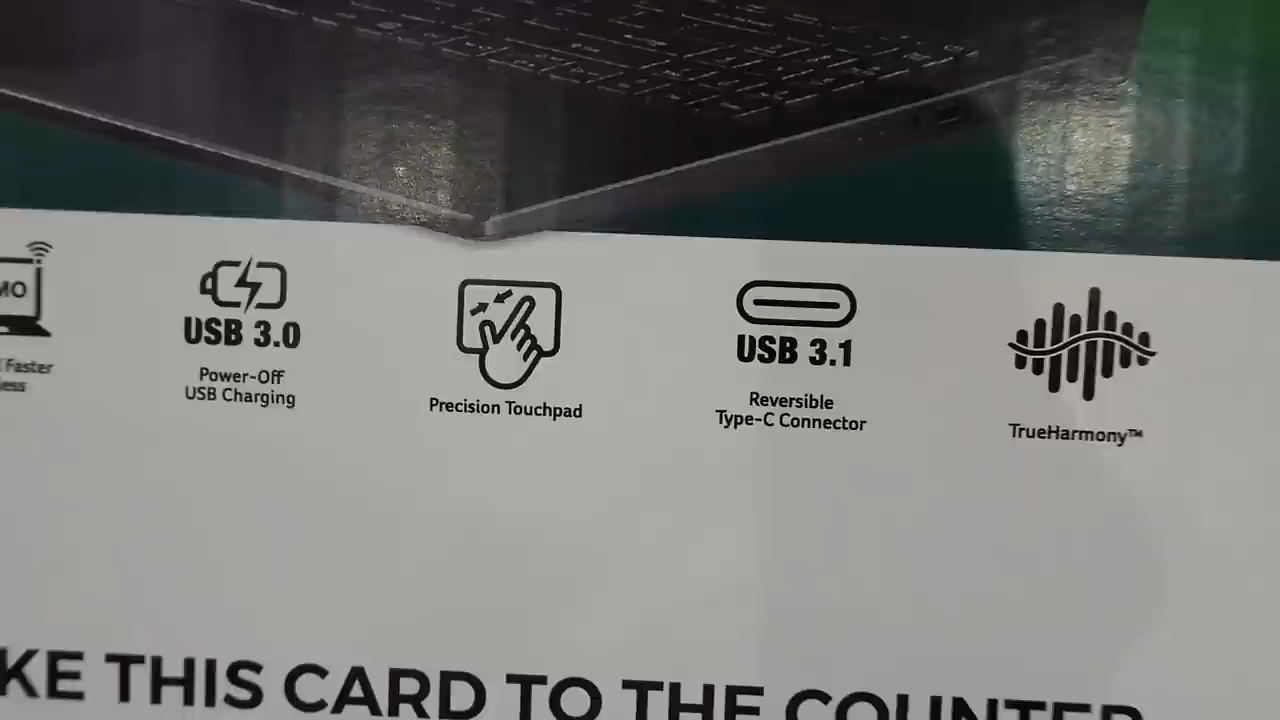 MO
Faster
less
USB 3.0
Power-Off
USB Charging
Precision Touchpad
USB 3.1
Reversible
Type-C Connector
TrueHarmony™
KE THIS CARD TO THE COUNTER